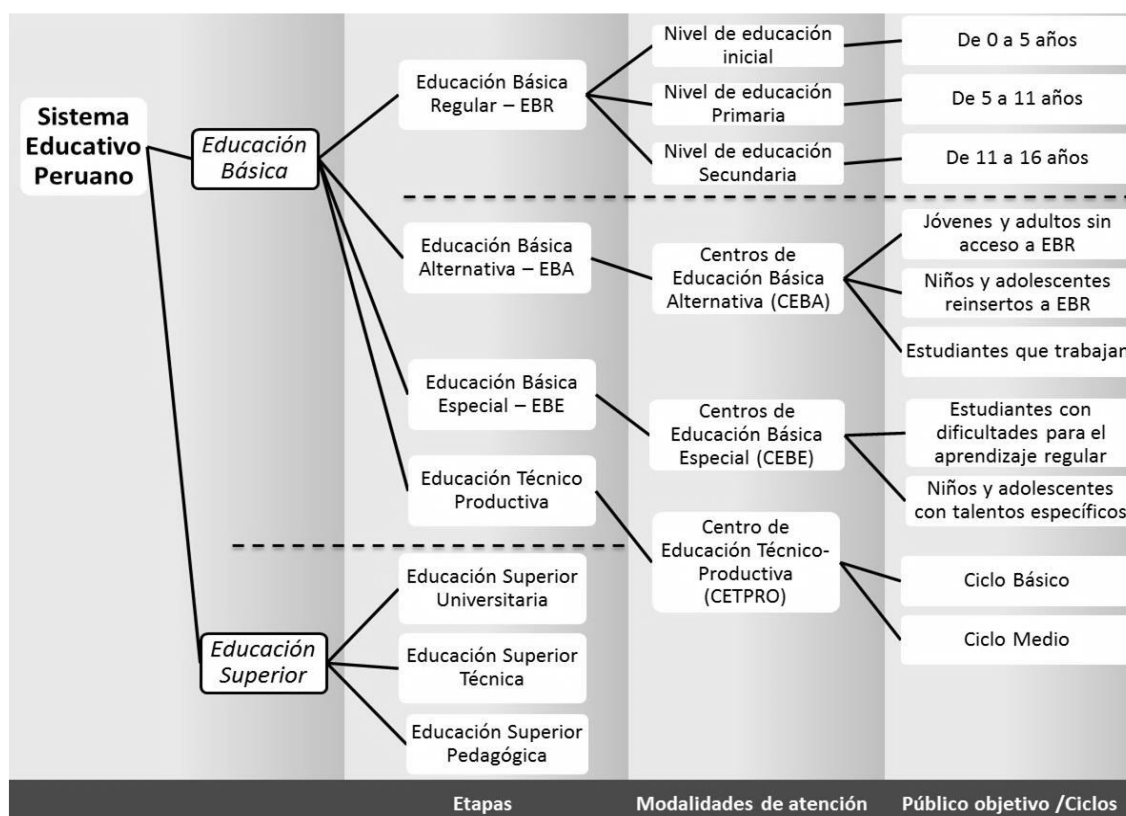 Sistema
Educativo
Peruano
Educación
Básica
Educación
Superior
Educación Básica
Regular – EBR
Educación Básica
Alternativa – EBA
Educación Básica
Especial – EBE
Educación Técnico
Productiva
Educación Superior
Universitaria
Educación Superior
Técnica
Educación Superior
Pedagógica
Nivel de educación
inicial
Nivel de educación
Primaria
Nivel de educación
Secundaria
Centros de
Educación Básica
Alternativa (CEBA)
Centros de
Educación Básica
Especial (CEBE)
Centro de
Educación Técnico-
Productiva
(CETPRO)
De 0 a 5 años
De 5 a 11 años
De 11 a 16 años
Jóvenes y adultos sin
acceso a EBR
Niños y adolescentes
reinsertos a EBR
Estudiantes que trabajan
Estudiantes con
dificultades para el
aprendizaje regular
Niños y adolescentes
con talentos específicos
Ciclo Básico
Ciclo Medio
Etapas
Modalidades de atención
Público objetivo /Ciclos